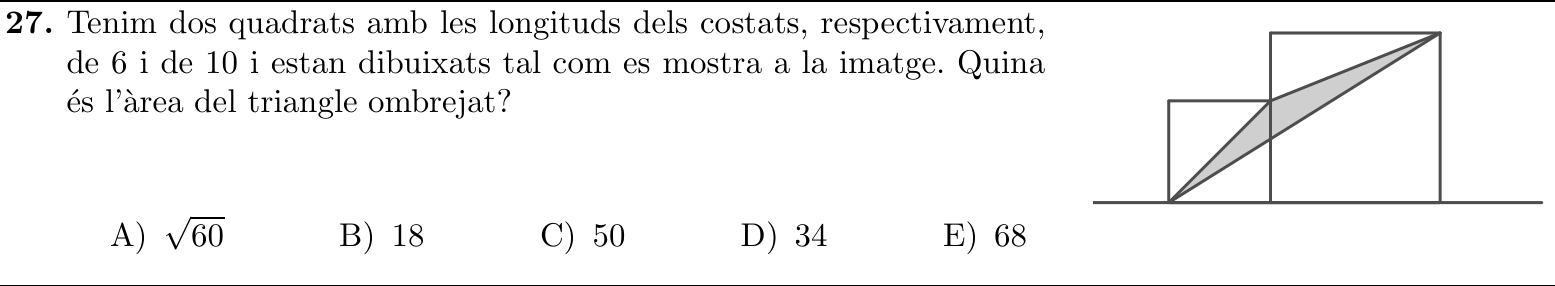 27. Tenim dos quadrats amb les longituds dels costats, respectivament,
de 6 i de 10 i estan dibuixats tal com es mostra a la imatge. Quina
és l'àrea del triangle ombrejat?
A) √60 B) 18 C) 50 D) 34 E) 68